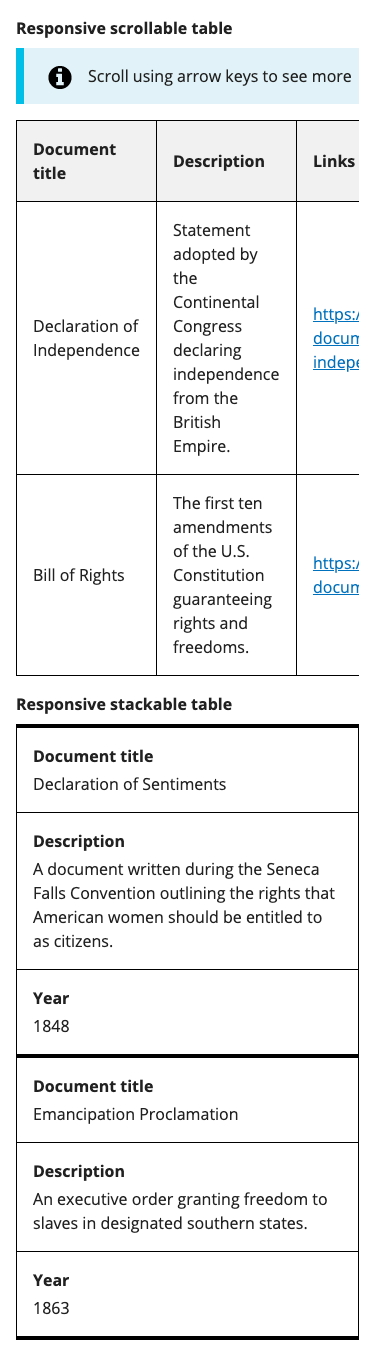 Responsive scrollable table
Scroll using arrow keys to see more
Document
title
Description
Links
Declaration of
Independence
Statement
adopted by
the
Continental
Congress
declaring
independence
from the
British
Empire.
https:/
docum
indepe
Bill of Rights
The first ten
amendments
of the U.S.
Constitution
guaranteeing
rights and
freedoms.
https:/
docum
Responsive stackable table
Document title
Declaration of Sentiments
Description
A document written during the Seneca
Falls Convention outlining the rights that
American women should be entitled to
as citizens.
Year
1848
Document title
Emancipation Proclamation
Description
An executive order granting freedom to
slaves in designated southern states.
Year
1863